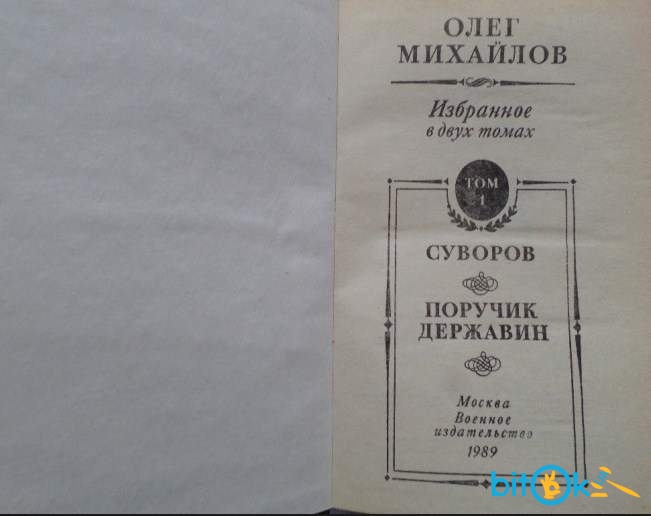 ОЛЕГ
МИХАЙЛОВ
Избранное
в двух томах
ТОМ
1
СУВОРОВ
ПОРУЧИК
ДЕРЖАВИН
Москва
Военное
издательство
1989
bitok